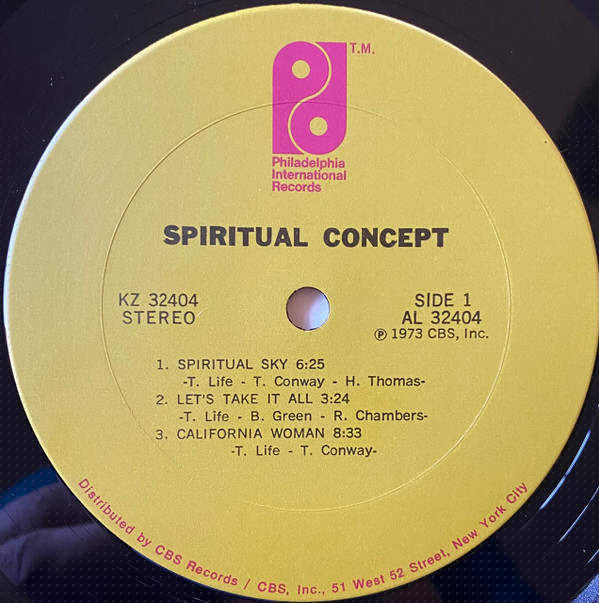 T.M.
Philadelphia
International
Records
SPIRITUAL CONCEPT
KZ 32404
STEREO
SIDE 1
AL 32404
Ⓟ 1973 CBS, Inc.
1. SPIRITUAL SKY 6:25
-T. Life - T. Conway - H. Thomas-
2. LET'S TAKE IT ALL 3:24
-T. Life - B. Green - R. Chambers-
3. CALIFORNIA WOMAN 8:33
-T. Life - T. Conway-
Distributed by CBS Records / CBS, Inc., 51 West 52 Street, New York City